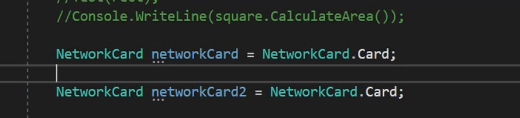 //Console.WriteLine(square.CalculateArea());
NetworkCard networkCard = NetworkCard.Card;
NetworkCard networkCard2 = NetworkCard.Card;